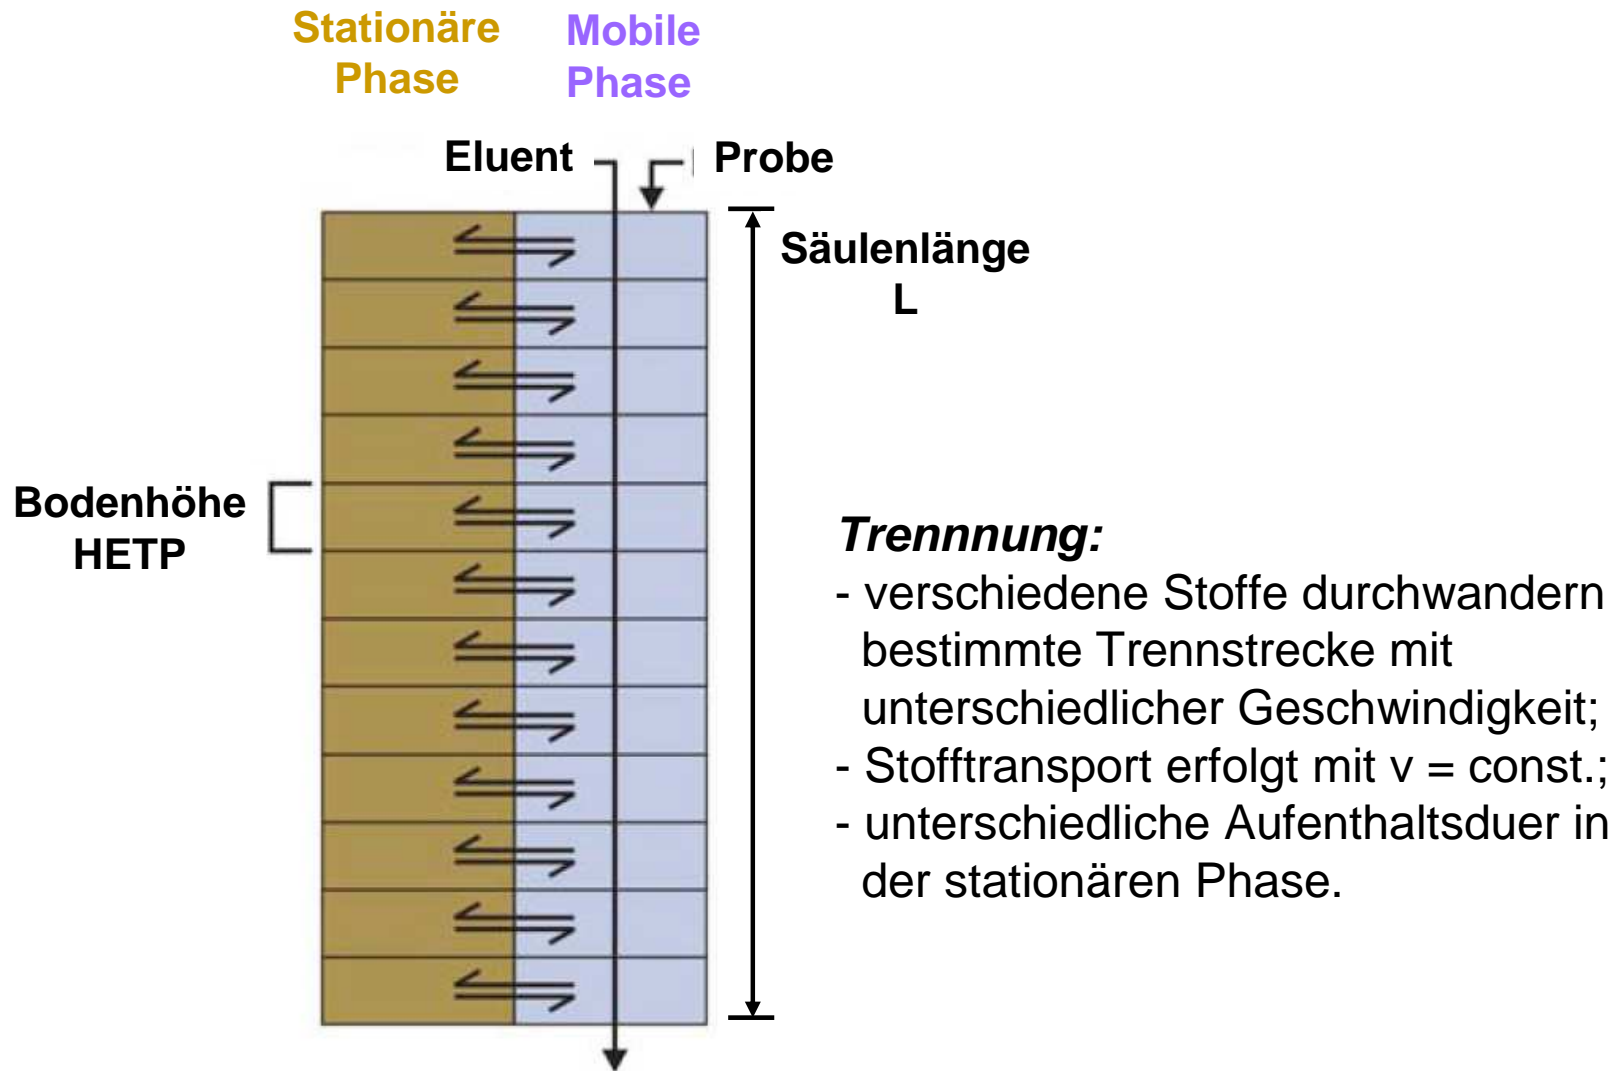 Stationäre
Phase
Mobile
Phase
Eluent
Probe
Säulenlänge
L
Bodenhöhe
HETP
Trennnung:
- verschiedene Stoffe durchwandern
bestimmte Trennstrecke mit
unterschiedlicher Geschwindigkeit;
- Stofftransport erfolgt mit v = const.;
- unterschiedliche Aufenthaltsduer in
der stationären Phase.